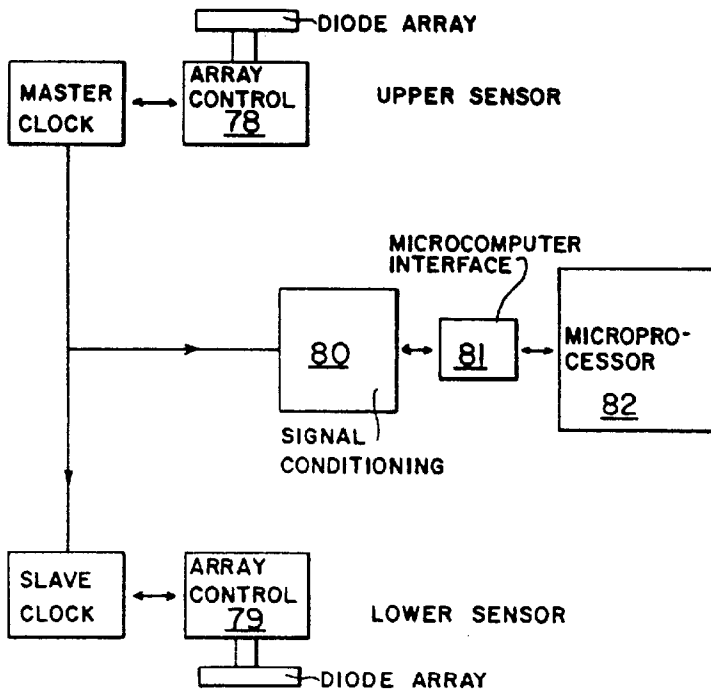 DIODE ARRAY
MASTER
CLOCK
ARRAY
CONTROL
78
UPPER SENSOR
MICROCOMPUTER
INTERFACE
80
81
MICROPRO-
CESSOR
82
SIGNAL
CONDITIONING
SLAVE
CLOCK
ARRAY
CONTROL
79
LOWER SENSOR
DIODE ARRAY